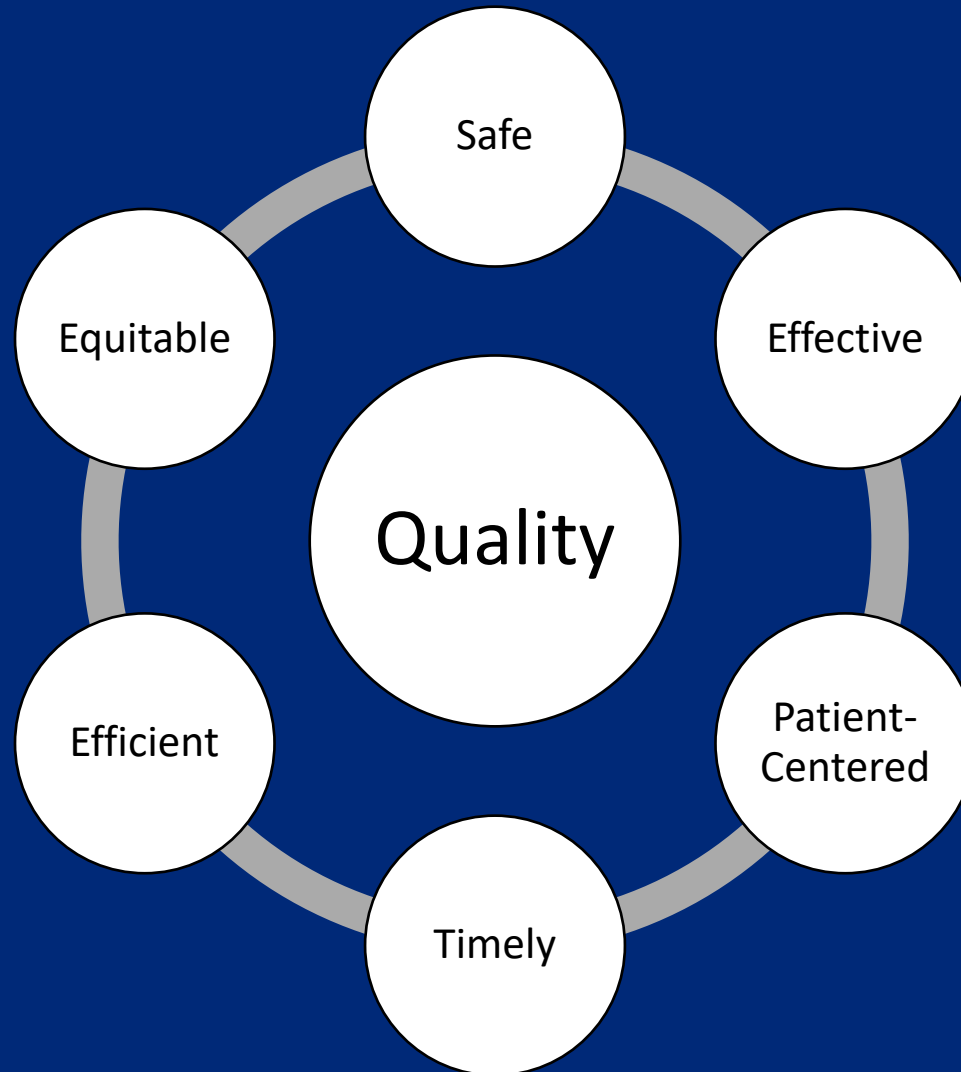 Safe
Equitable
Effective
Quality
Efficient
Patient-
Centered
Timely